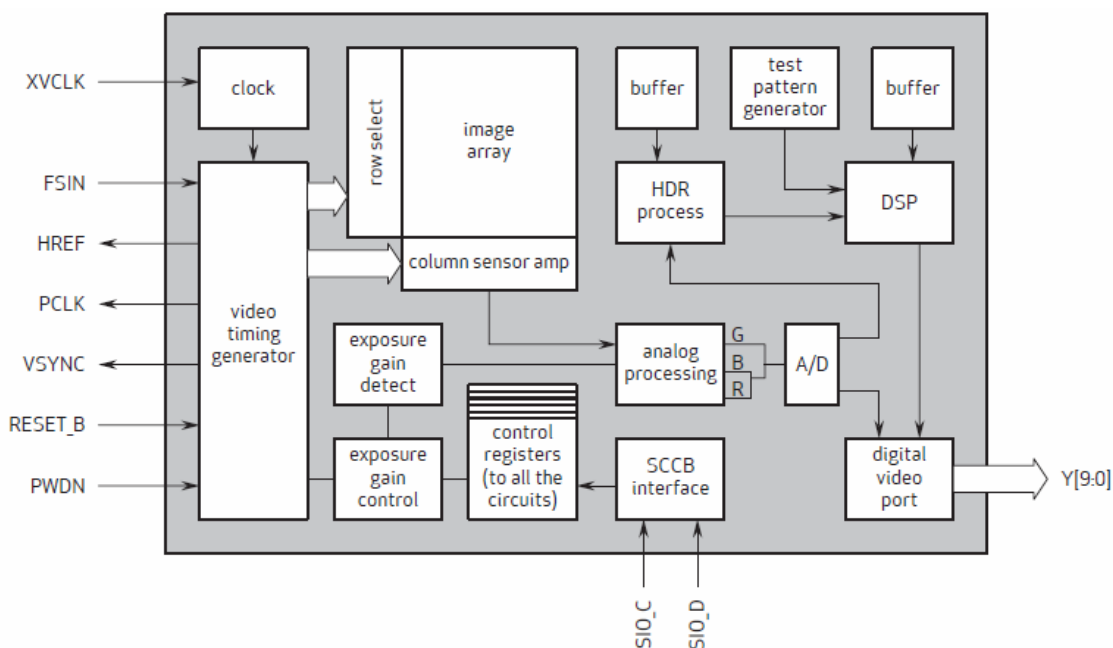 XVCLK
FSIN
HREF
PCLK
VSYNC
RESET_B
PWDN
clock
video
timing
generator
row select
image
array
column sensor amp
exposure
gain
detect
exposure
gain
control
control
registers
(to all the
circuits)
buffer
test
pattern
generator
buffer
HDR
process
DSP
analog
processing
G
B
R
A/D
SCCB
interface
digital
video
port
Y[9:0]
SIO_C
SIO_D